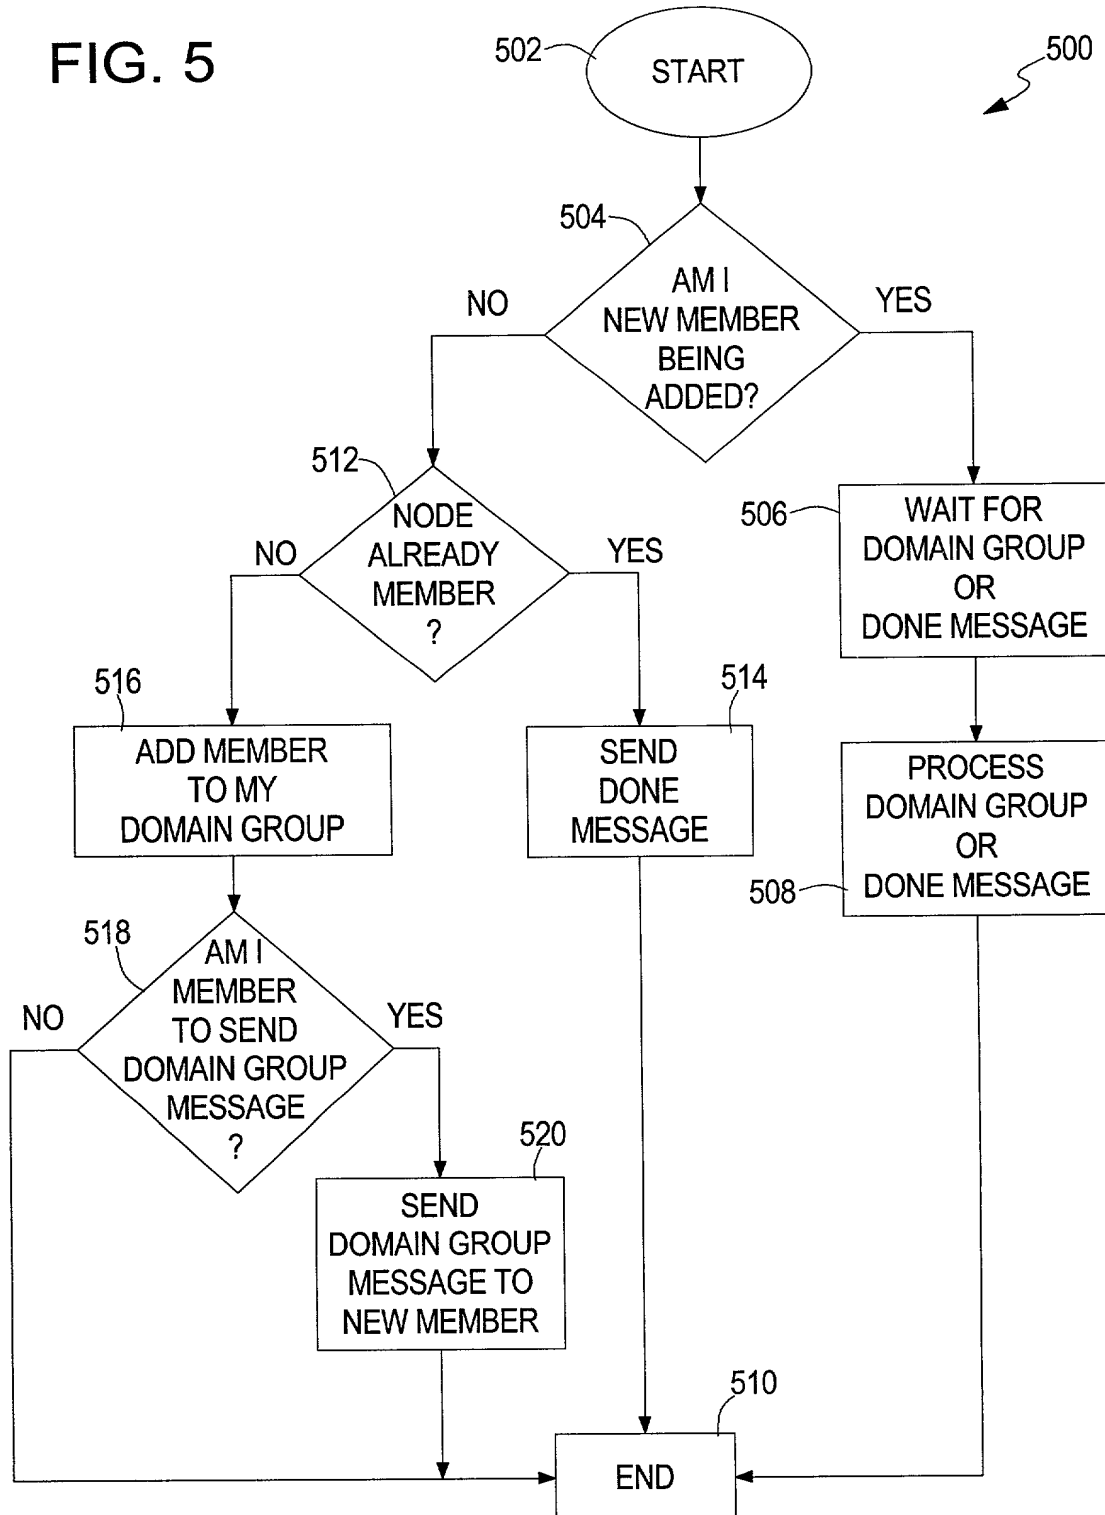 FIG. 5
502
START
500
504
AM I
NEW MEMBER
BEING
ADDED?
NO
YES
512
NODE
ALREADY
MEMBER
?
NO
YES
506
WAIT FOR
DOMAIN GROUP
OR
DONE MESSAGE
516
ADD MEMBER
TO MY
DOMAIN GROUP
514
SEND
DONE
MESSAGE
PROCESS
DOMAIN GROUP
OR
DONE MESSAGE
508
518
AM I
MEMBER
TO SEND
DOMAIN GROUP
MESSAGE
?
NO
YES
520
SEND
DOMAIN GROUP
MESSAGE TO
NEW MEMBER
510
END